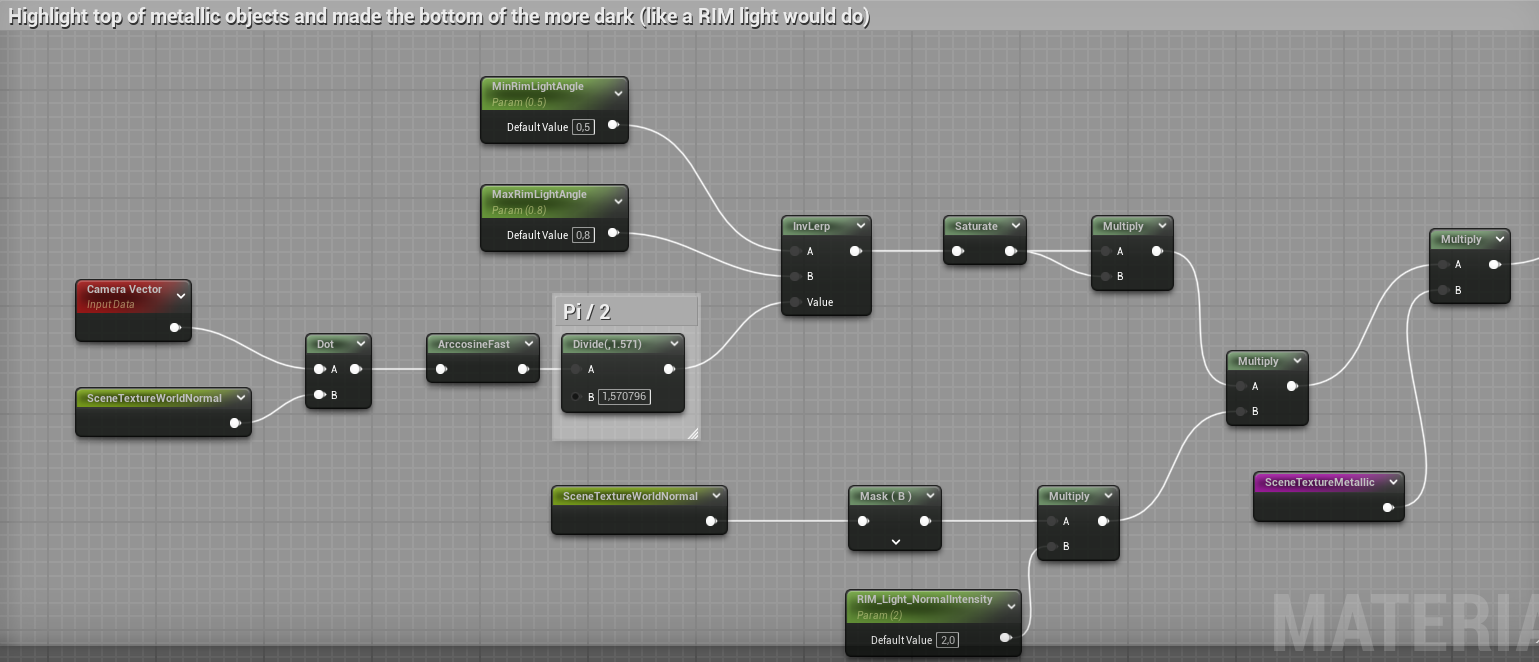 Highlight top of metallic objects and made the bottom of the more dark (like a RIM light would do)
MinRimLightAngle
Param (0.5)
Default Value 0,5
MaxRimLightAngle
Param (0.8)
Default Value 0,8
InvLerp
A
B
Value
Saturate
Multiply
A
B
Multiply
A
B
Camera Vector
Input Data
SceneTextureWorldNormal
Dot
A
B
ArccosineFast
Pi / 2
Divide(,1.571)
A
B 1,570796
Multiply
A
B
SceneTextureWorldNormal
Mask ( B )
Multiply
A
B
SceneTextureMetallic
RIM_Light_NormalIntensity
Param (2)
Default Value 2,0
MATERIA